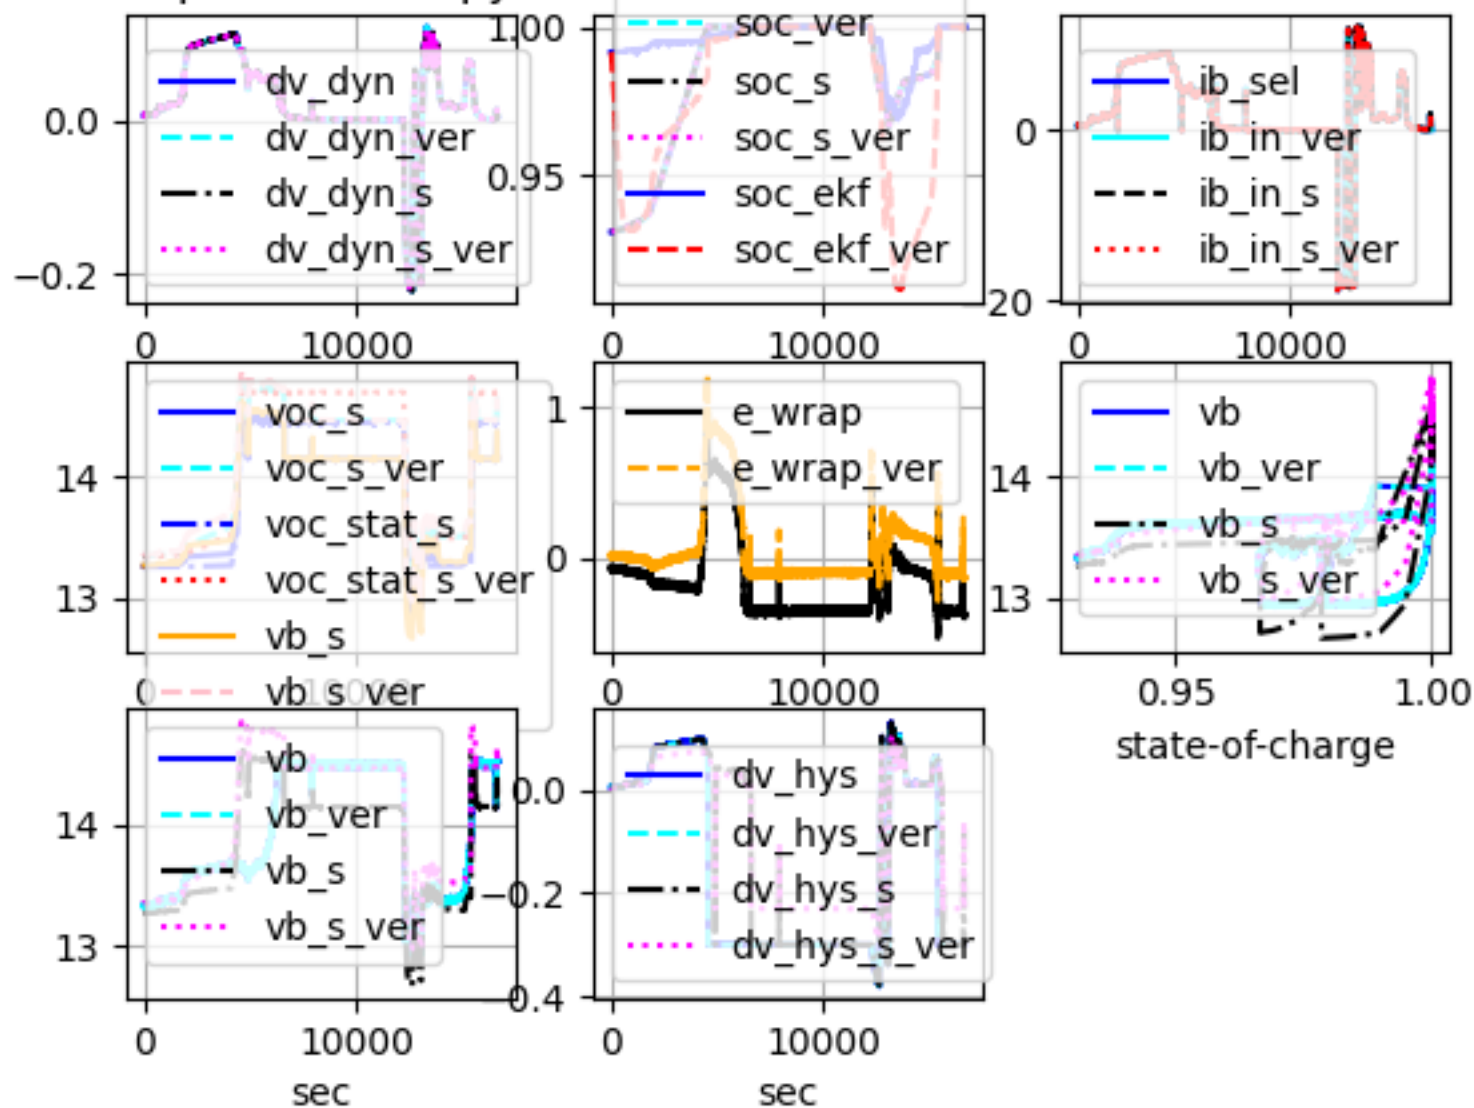 1.00
0.0
−0.2
dv_dyn
dv_dyn_ver
dv_dyn_s
dv_dyn_s_ver
0
10000
0.95
soc_ver
soc_s
soc_s_ver
soc_ekf
soc_ekf_ver
0
10000
0
20
ib_sel
ib_in_ver
ib_in_s
ib_in_s_ver
0
10000
14
13
voc_s
voc_s_ver
voc_stat_s
voc_stat_s_ver
vb_s
vb_s_ver
0
10000
1
0
e_wrap
e_wrap_ver
0
10000
14
13
vb
vb_ver
vb_s
vb_s_ver
0.95
1.00
state-of-charge
14
13
vb
vb_ver
vb_s
vb_s_ver
0
10000
sec
0.0
−0.2
0.4
dv_hys
dv_hys_ver
dv_hys_s
dv_hys_s_ver
0
10000
sec